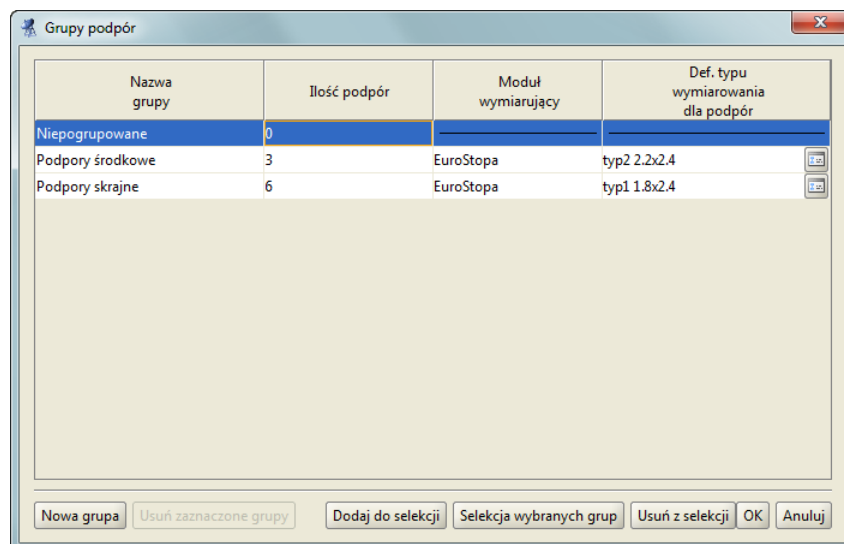 Grupy podpór
Nazwa
grupy
Ilość podpór
Moduł
wymiarujący
Def. typu
wymiarowania
dla podpór
Niepogrupowane 0
Podpory środkowe 3 EuroStopa typ2 2.2x2.4
Podpory skrajne 6 EuroStopa typ1 1.8x2.4
Nowa grupa Usuń zaznaczone grupy Dodaj do selekcji Selekcja wybranych grup Usuń z selekcji OK Anuluj